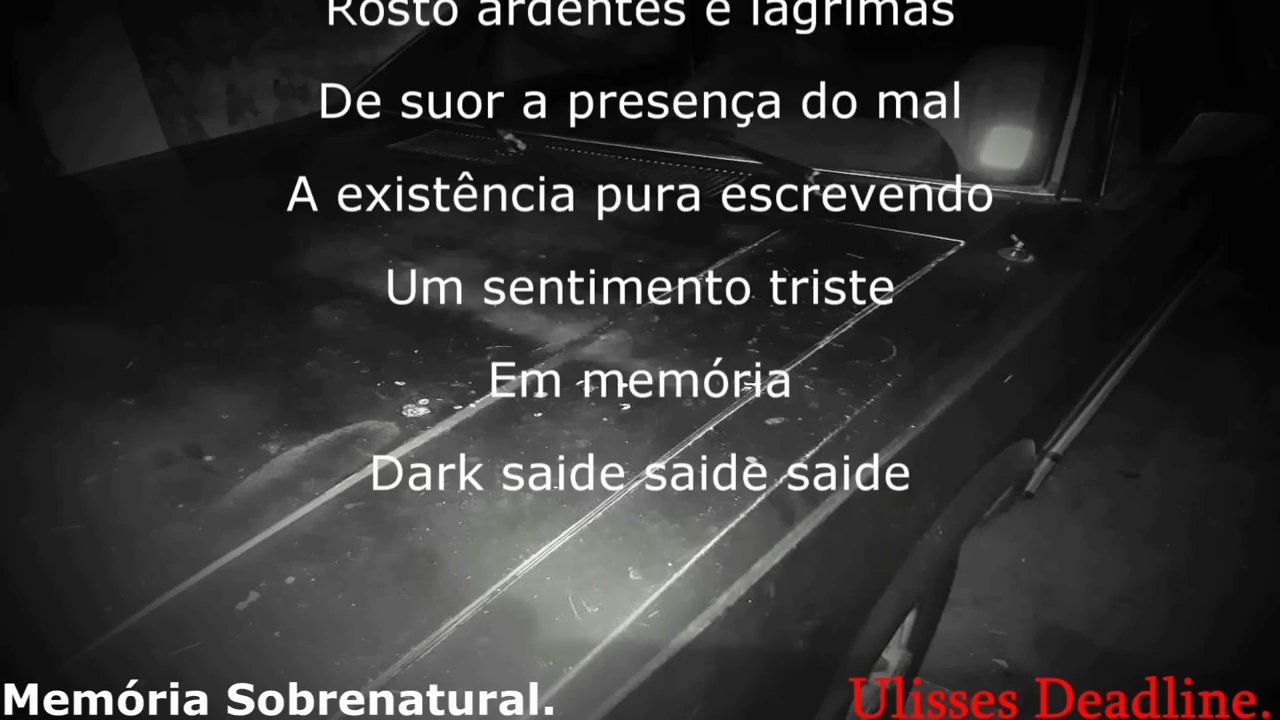 Rosto ardentes e lágrimas
De suor a presença do mal
A existência pura escrevendo
Um sentimento triste
Em memória
Dark saide saide saide
Memória Sobrenatural.
Ulisses Deadline.